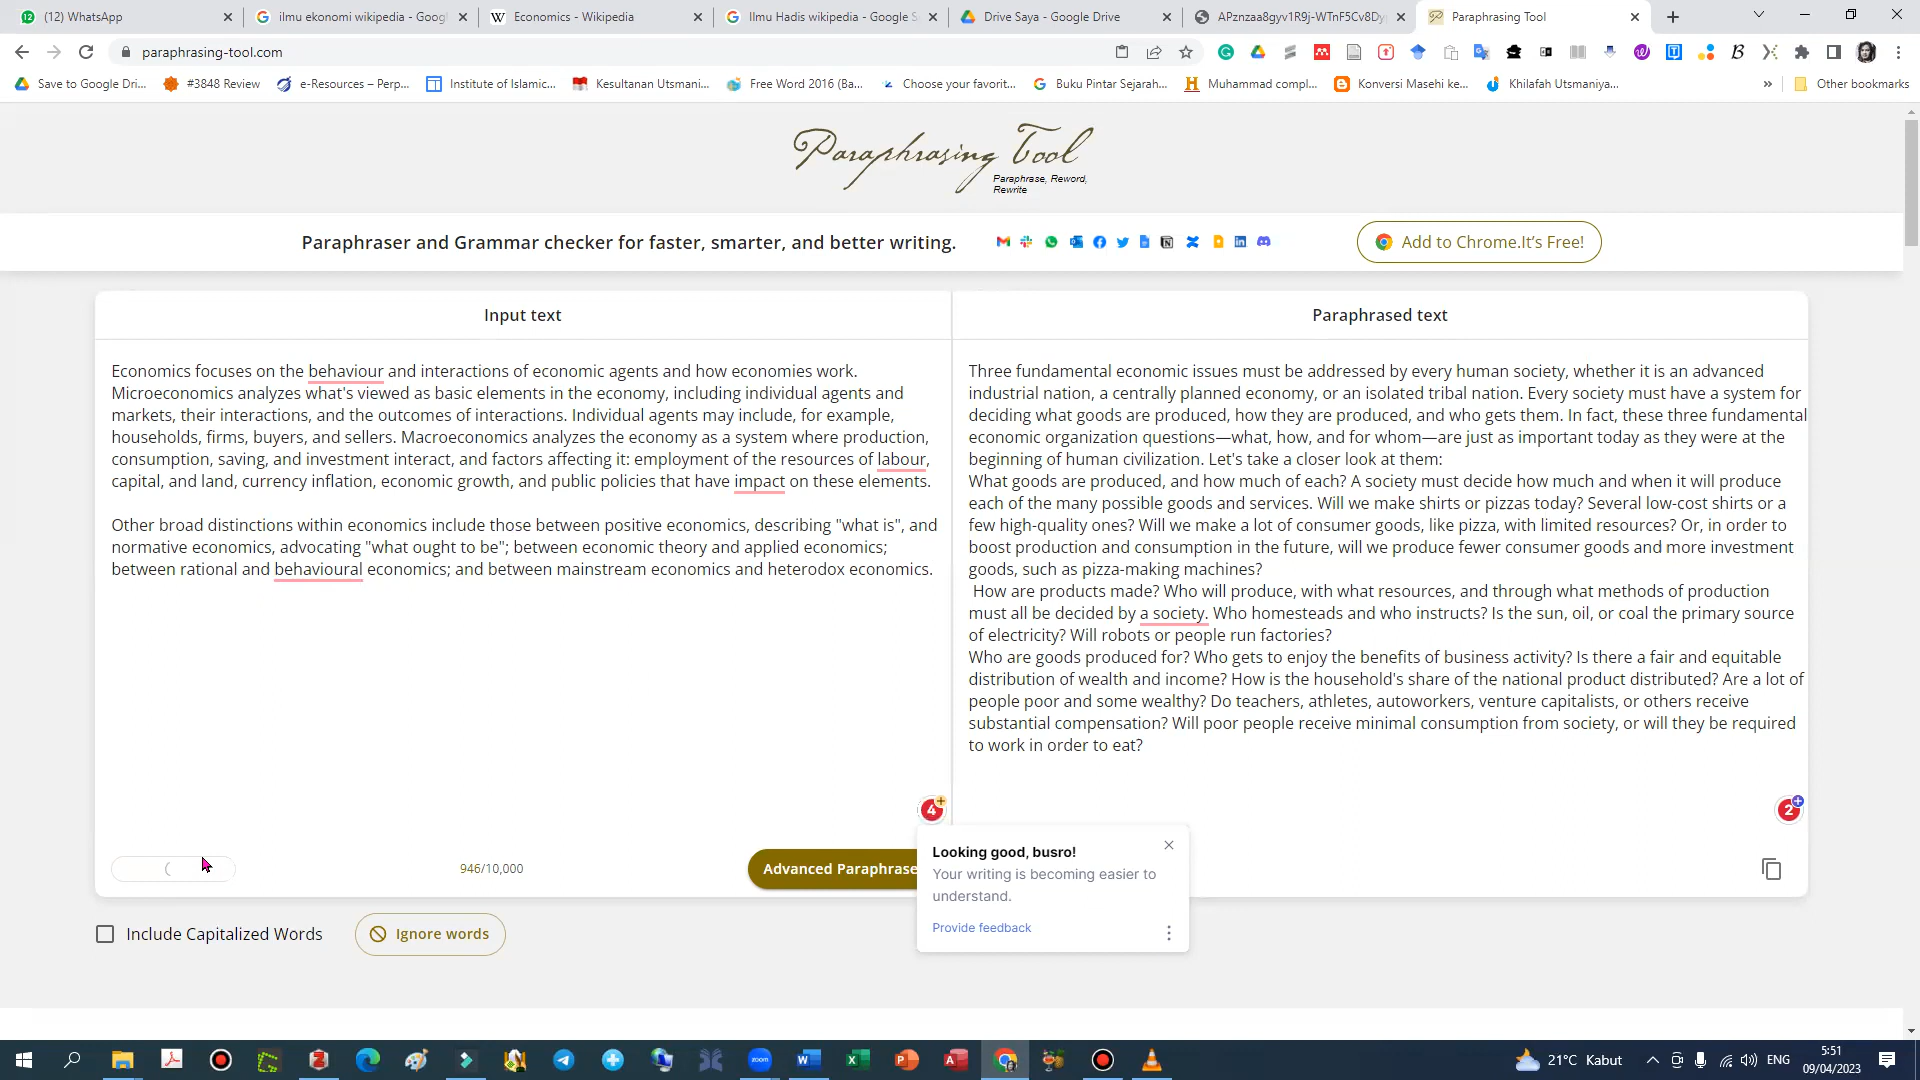 (12) WhatsApp
ilmu ekonomi wikipedia - Goog
Economics - Wikipedia
Ilmu Hadis wikipedia - Google S
Drive Saya - Google Drive
APznzaa8gyv1R9j-WTnF5Cv8Dy
Paraphrasing Tool
paraphrasing-tool.com
Save to Google Dri...
#3848 Review
e-Resources – Perp...
Institute of Islamic...
Kesultanan Utsmani...
Free Word 2016 (Ba...
Choose your favorit...
Buku Pintar Sejarah...
Muhammad compl...
Konversi Masehi ke...
Khilafah Utsmaniya...
»
Other bookmarks
Paraphrasing Tool
Paraphrase, Reword,
Rewrite
Paraphraser and Grammar checker for faster, smarter, and better writing.
Add to Chrome.It’s Free!
Input text
Economics focuses on the behaviour and interactions of economic agents and how economies work.
Microeconomics analyzes what's viewed as basic elements in the economy, including individual agents and
markets, their interactions, and the outcomes of interactions. Individual agents may include, for example,
households, firms, buyers, and sellers. Macroeconomics analyzes the economy as a system where production,
consumption, saving, and investment interact, and factors affecting it: employment of the resources of labour,
capital, and land, currency inflation, economic growth, and public policies that have impact on these elements.
Other broad distinctions within economics include those between positive economics, describing "what is", and
normative economics, advocating "what ought to be"; between economic theory and applied economics;
between rational and behavioural economics; and between mainstream economics and heterodox economics.
4
946/10,000
Advanced Paraphrase
Paraphrased text
Three fundamental economic issues must be addressed by every human society, whether it is an advanced
industrial nation, a centrally planned economy, or an isolated tribal nation. Every society must have a system for
deciding what goods are produced, how they are produced, and who gets them. In fact, these three fundamental
economic organization questions—what, how, and for whom—are just as important today as they were at the
beginning of human civilization. Let's take a closer look at them:
What goods are produced, and how much of each? A society must decide how much and when it will produce
each of the many possible goods and services. Will we make shirts or pizzas today? Several low-cost shirts or a
few high-quality ones? Will we make a lot of consumer goods, like pizza, with limited resources? Or, in order to
boost production and consumption in the future, will we produce fewer consumer goods and more investment
goods, such as pizza-making machines?
How are products made? Who will produce, with what resources, and through what methods of production
must all be decided by a society. Who homesteads and who instructs? Is the sun, oil, or coal the primary source
of electricity? Will robots or people run factories?
Who are goods produced for? Who gets to enjoy the benefits of business activity? Is there a fair and equitable
distribution of wealth and income? How is the household's share of the national product distributed? Are a lot of
people poor and some wealthy? Do teachers, athletes, autoworkers, venture capitalists, or others receive
substantial compensation? Will poor people receive minimal consumption from society, or will they be required
to work in order to eat?
2
Looking good, busro!
Your writing is becoming easier to
understand.
Provide feedback
Include Capitalized Words
Ignore words
zoom
21°C Kabut
ENG
5:51
09/04/2023